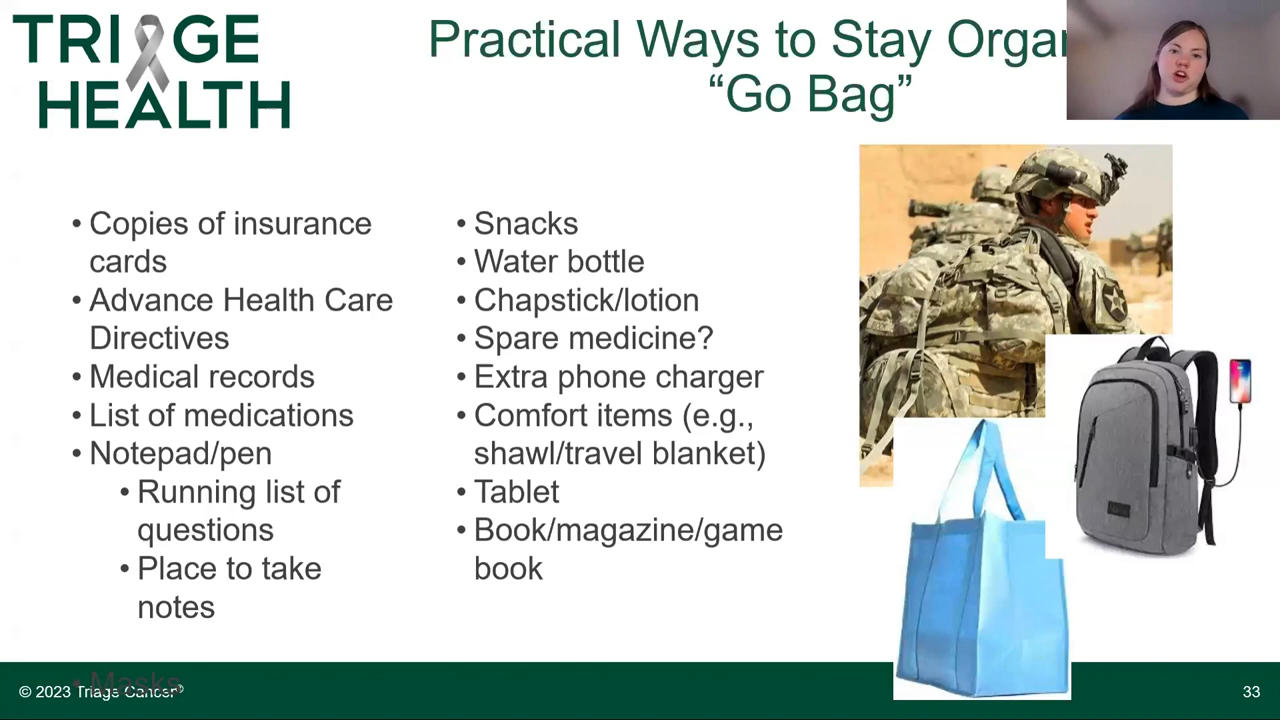 TRIAGE
HEALTH
Practical Ways to Stay Organ
“Go Bag”
• Copies of insurance
cards
• Advance Health Care
Directives
• Medical records
• List of medications
• Notepad/pen
• Running list of
questions
• Place to take
notes
• Masks
• Snacks
• Water bottle
• Chapstick/lotion
• Spare medicine?
• Extra phone charger
• Comfort items (e.g.,
shawl/travel blanket)
• Tablet
• Book/magazine/game
book
© 2023 Triage Cancer®
33